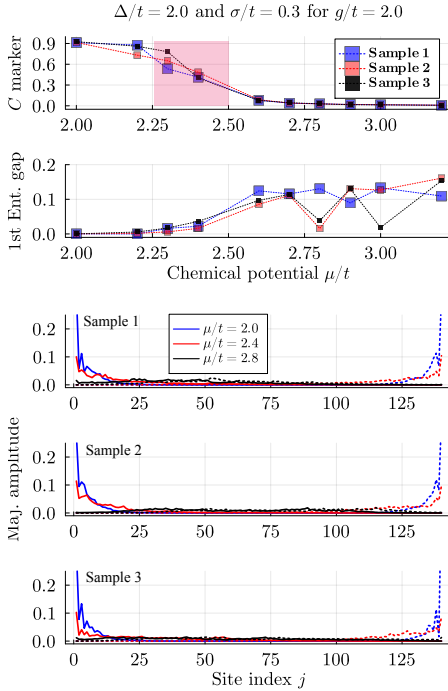 Δ/t = 2.0 and σ/t = 0.3 for g/t = 2.0
C marker
0.9
0.6
0.3
0.0
Sample 1
Sample 2
Sample 3
2.00 2.25 2.50 2.75 3.00
1st Ent. gap
0.2
0.1
0.0
2.00 2.25 2.50 2.75 3.00
Chemical potential μ/t
Maj. amplitude
Sample 1
μ/t = 2.0
μ/t = 2.4
μ/t = 2.8
0.2
0.1
0.0
0 25 50 75 100 125
Sample 2
0.2
0.1
0.0
0 25 50 75 100 125
Sample 3
0.2
0.1
0.0
0 25 50 75 100 125
Site index j